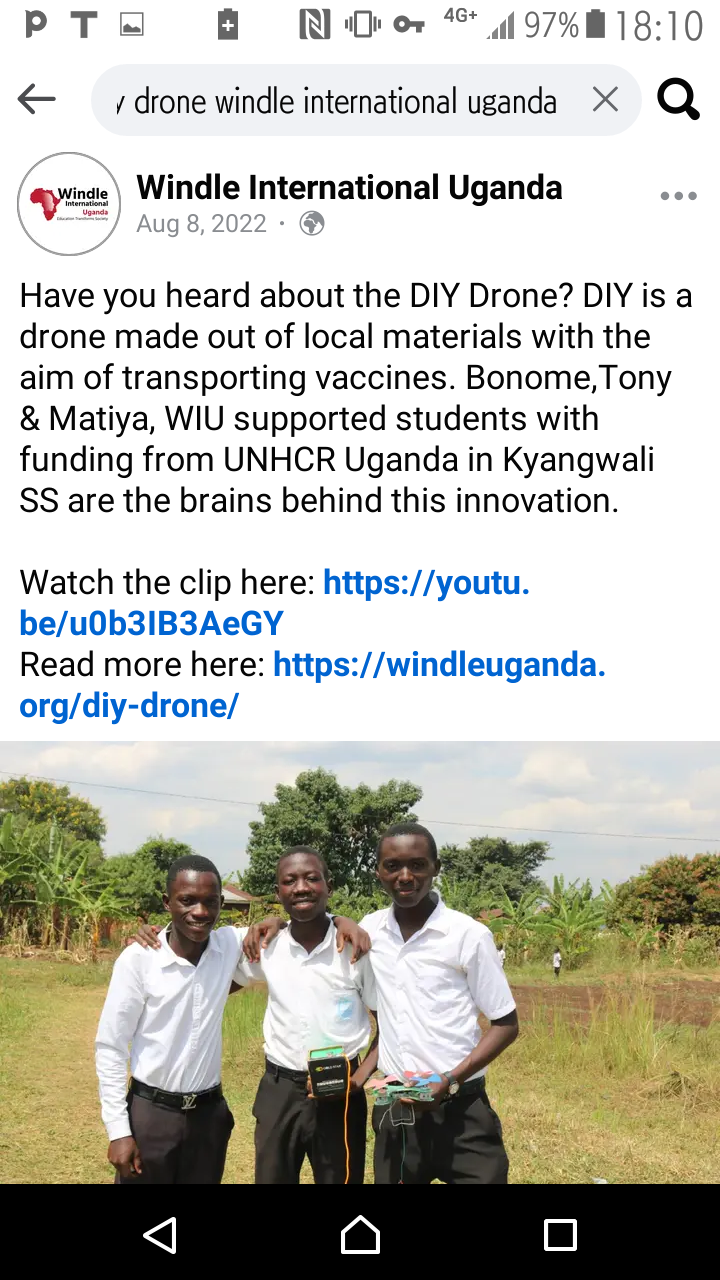 4G+ 97% 18:10
y drone windle international uganda
Windle
International
Uganda
Education Transforms Society
Windle International Uganda
Aug 8, 2022 ·
Have you heard about the DIY Drone? DIY is a
drone made out of local materials with the
aim of transporting vaccines. Bonome,Tony
& Matiya, WIU supported students with
funding from UNHCR Uganda in Kyangwali
SS are the brains behind this innovation.
Watch the clip here: https://youtu.
be/u0b3IB3AeGY
Read more here: https://windleuganda.
org/diy-drone/